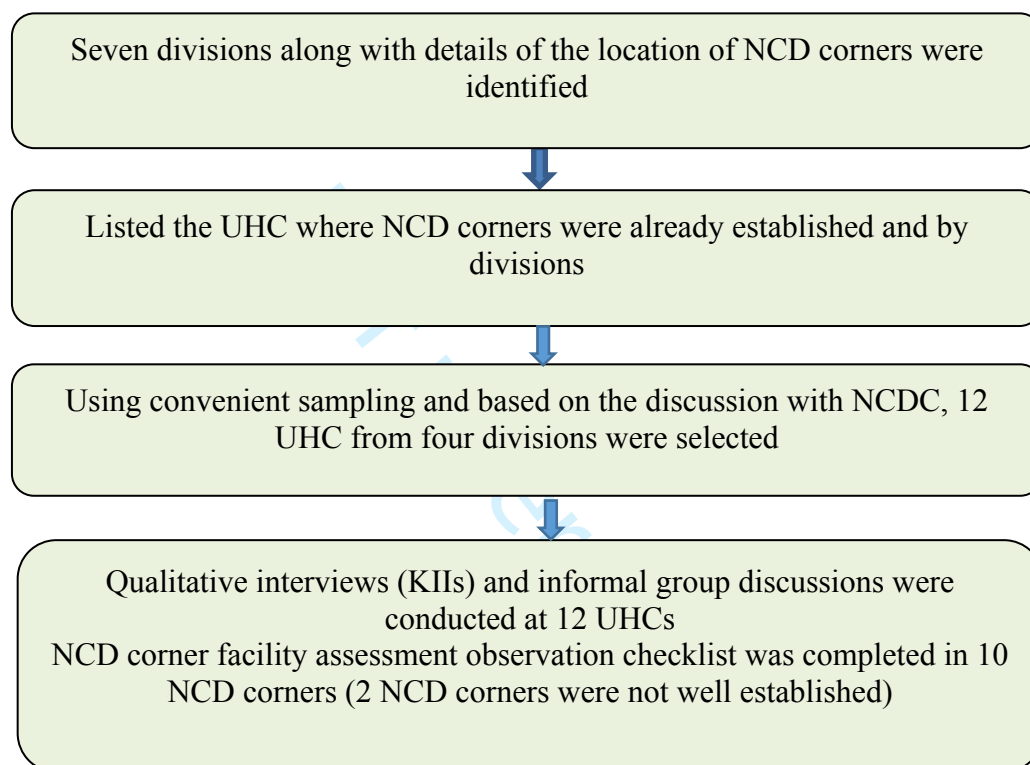 Seven divisions along with details of the location of NCD corners were
identified
Listed the UHC where NCD corners were already established and by
divisions
Using convenient sampling and based on the discussion with NCDC, 12
UHC from four divisions were selected
Qualitative interviews (KIIs) and informal group discussions were
conducted at 12 UHCs
NCD corner facility assessment observation checklist was completed in 10
NCD corners (2 NCD corners were not well established)